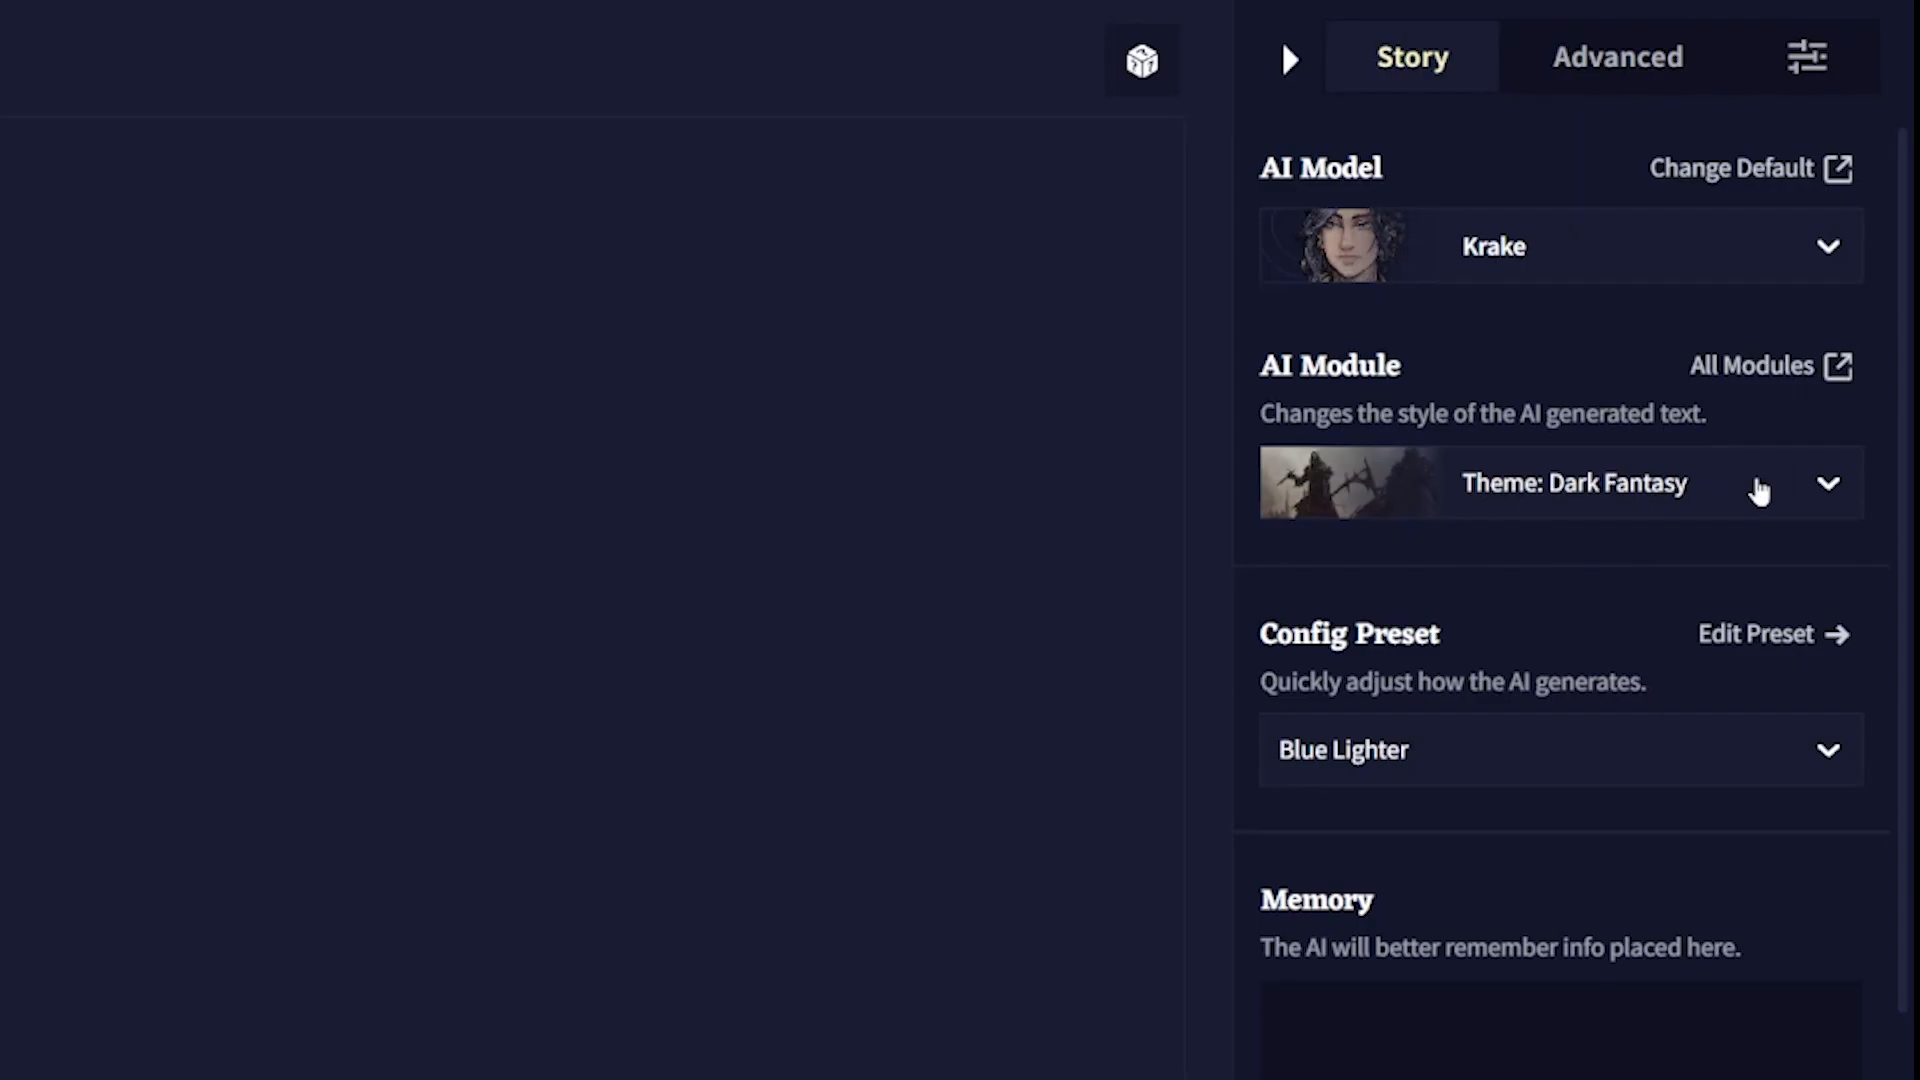 Story
Advanced
AI Model
Change Default
Krake
AI Module
All Modules
Changes the style of the AI generated text.
Theme: Dark Fantasy
Config Preset
Edit Preset
Quickly adjust how the AI generates.
Blue Lighter
Memory
The AI will better remember info placed here.